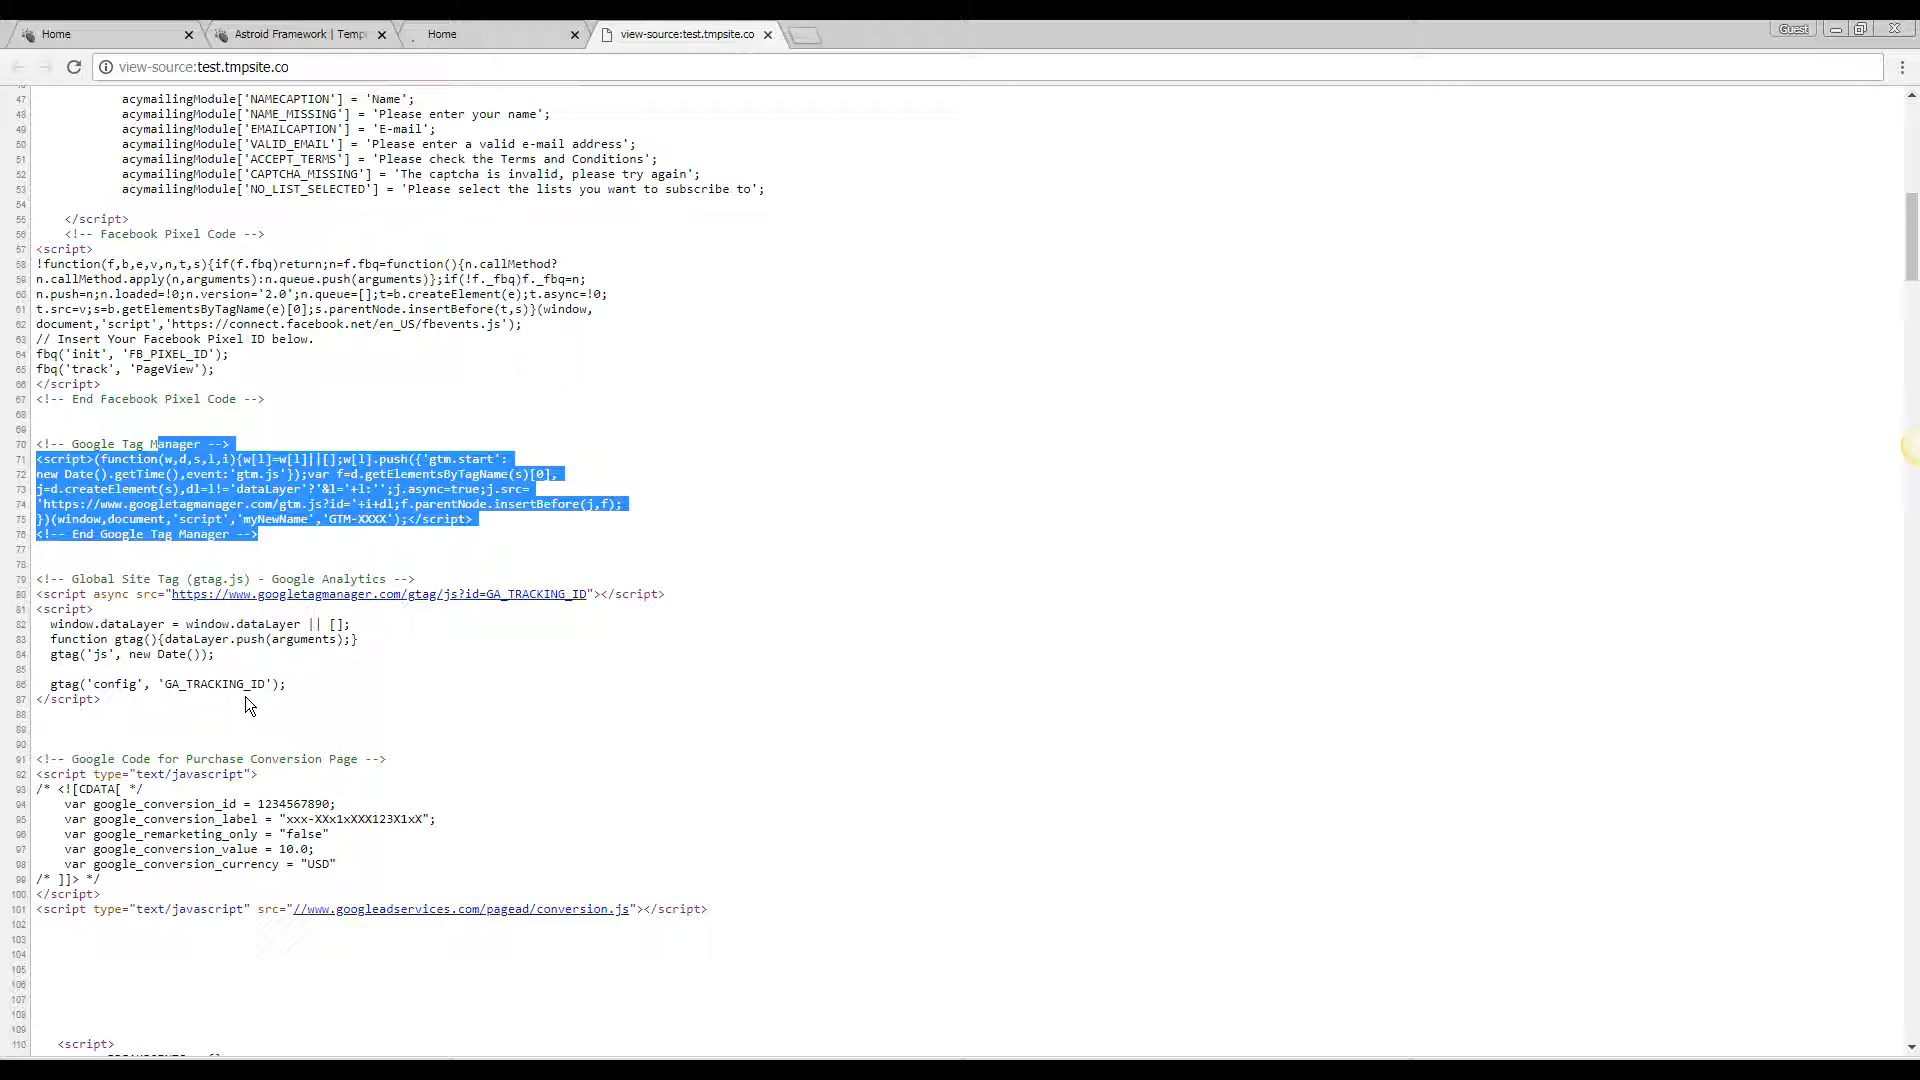 Home
Astroid Framework | Temp
Home
view-source:test.tmpsite.co
Guest
view-source:test.tmpsite.co
47 acymailingModule['NAMECAPTION'] = 'Name';
48 acymailingModule['NAME_MISSING'] = 'Please enter your name';
49 acymailingModule['EMAILCAPTION'] = 'E-mail';
50 acymailingModule['VALID_EMAIL'] = 'Please enter a valid e-mail address';
51 acymailingModule['ACCEPT_TERMS'] = 'Please check the Terms and Conditions';
52 acymailingModule['CAPTCHA_MISSING'] = 'The captcha is invalid, please try again';
53 acymailingModule['NO_LIST_SELECTED'] = 'Please select the lists you want to subscribe to';
54
55 </script>
56 <!-- Facebook Pixel Code -->
57 <script>
58 !function(f,b,e,v,n,t,s){if(f.fbq)return;n=f.fbq=function(){n.callMethod?
59 n.callMethod.apply(n,arguments):n.queue.push(arguments)};if(!f._fbq)f._fbq=n;
60 n.push=n;n.loaded=!0;n.version='2.0';n.queue=[];t=b.createElement(e);t.async=!0;
61 t.src=v;s=b.getElementsByTagName(e)[0];s.parentNode.insertBefore(t,s)}(window,
62 document,'script','https://connect.facebook.net/en_US/fbevents.js');
63 // Insert Your Facebook Pixel ID below.
64 fbq('init', 'FB_PIXEL_ID');
65 fbq('track', 'PageView');
66 </script>
67 <!-- End Facebook Pixel Code -->
68
69
70 <!-- Google Tag Manager -->
71 <script>(function(w,d,s,l,i){w[l]=w[l]||[];w[l].push({'gtm.start':
72 new Date().getTime(),event:'gtm.js'});var f=d.getElementsByTagName(s)[0],
73 j=d.createElement(s),dl=l!='dataLayer'?'&l='+l:'';j.async=true;j.src=
74 'https://www.googletagmanager.com/gtm.js?id='+i+dl;f.parentNode.insertBefore(j,f);
75 })(window,document,'script','myNewName','GTM-XXXX');</script>
76 <!-- End Google Tag Manager -->
77
78
79 <!-- Global Site Tag (gtag.js) - Google Analytics -->
80 <script async src="https://www.googletagmanager.com/gtag/js?id=GA_TRACKING_ID"></script>
81 <script>
82 window.dataLayer = window.dataLayer || [];
83 function gtag(){dataLayer.push(arguments);}
84 gtag('js', new Date());
85
86 gtag('config', 'GA_TRACKING_ID');
87 </script>
88
89
90
91 <!-- Google Code for Purchase Conversion Page -->
92 <script type="text/javascript">
93 /* <![CDATA[ */
94 var google_conversion_id = 1234567890;
95 var google_conversion_label = "xxx-XXx1xXXX123X1xX";
96 var google_remarketing_only = "false"
97 var google_conversion_value = 10.0;
98 var google_conversion_currency = "USD"
99 /* ]]> */
100 </script>
101 <script type="text/javascript" src="//www.googleadservices.com/pagead/conversion.js"></script>
102
103
104
105
106
107
108
109
110 <script>